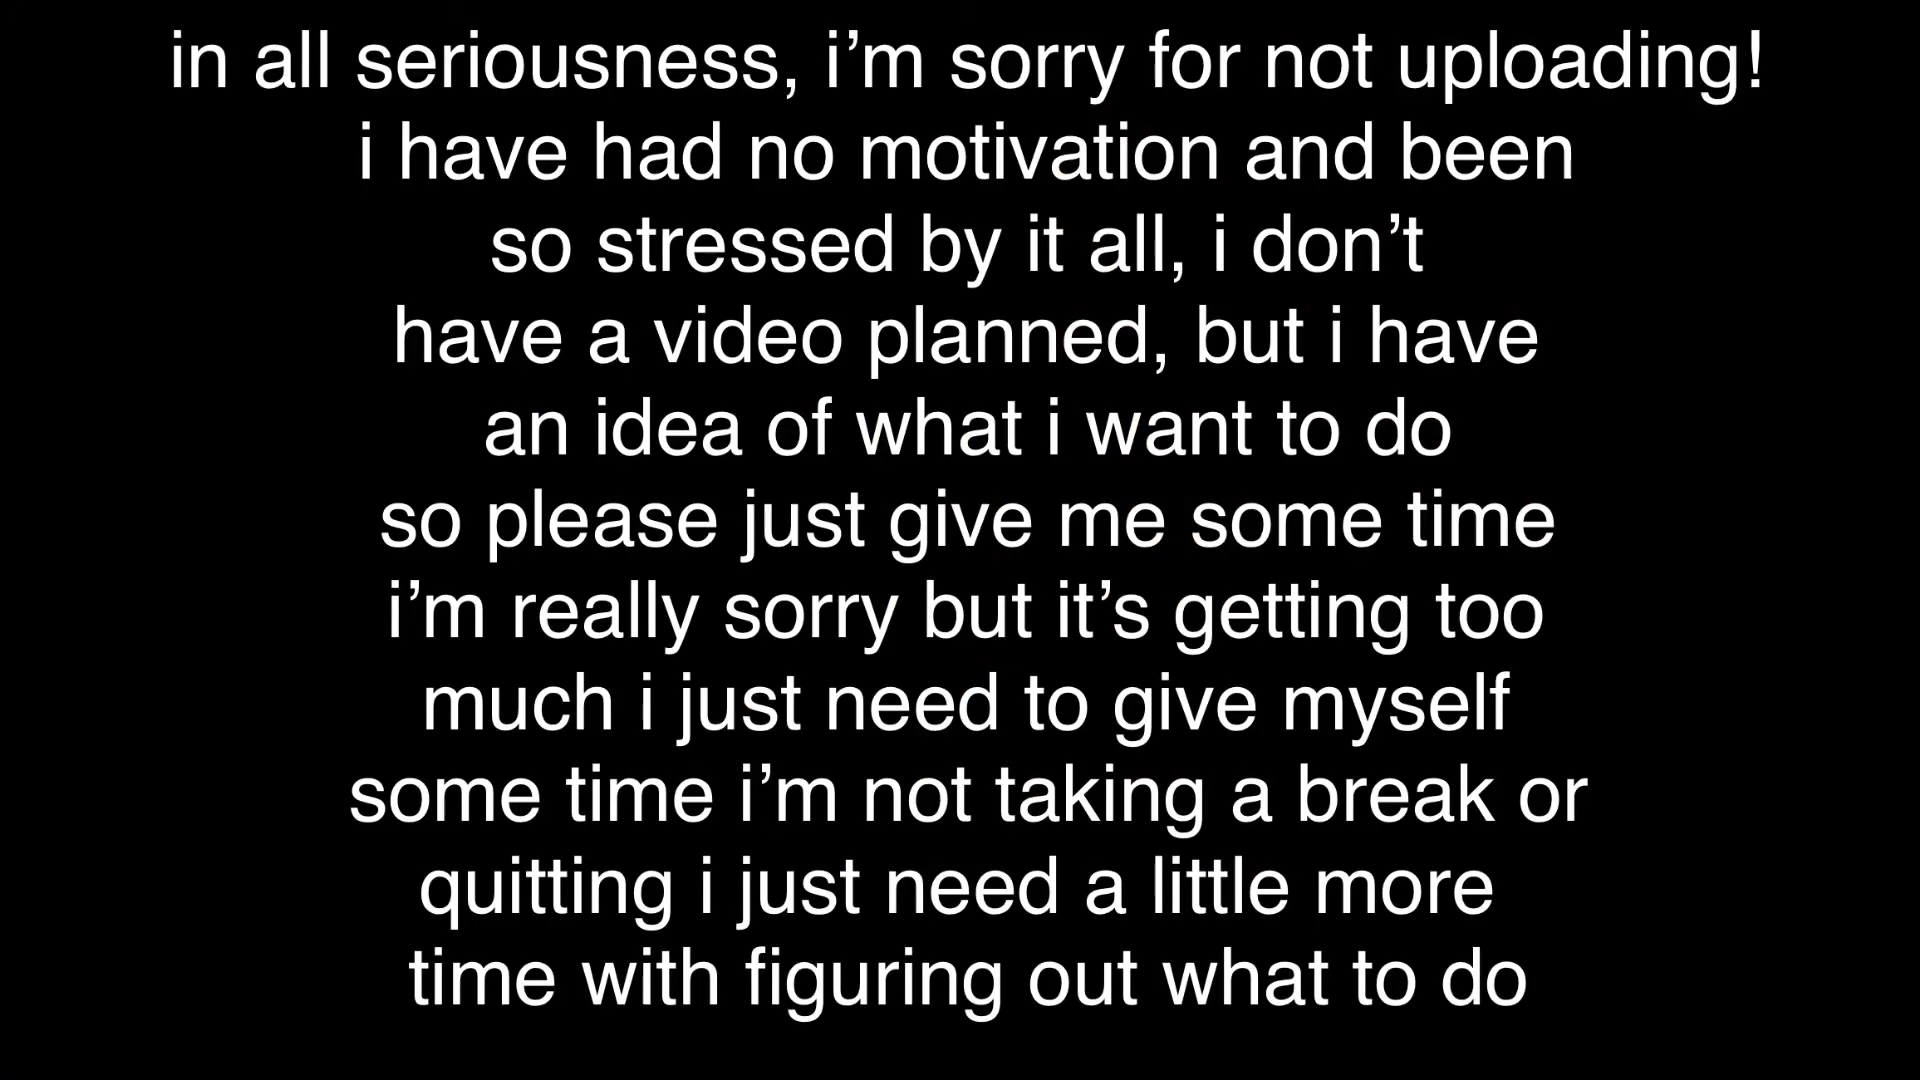 in all seriousness, i’m sorry for not uploading!
i have had no motivation and been
so stressed by it all, i don’t
have a video planned, but i have
an idea of what i want to do
so please just give me some time
i’m really sorry but it’s getting too
much i just need to give myself
some time i’m not taking a break or
quitting i just need a little more
time with figuring out what to do